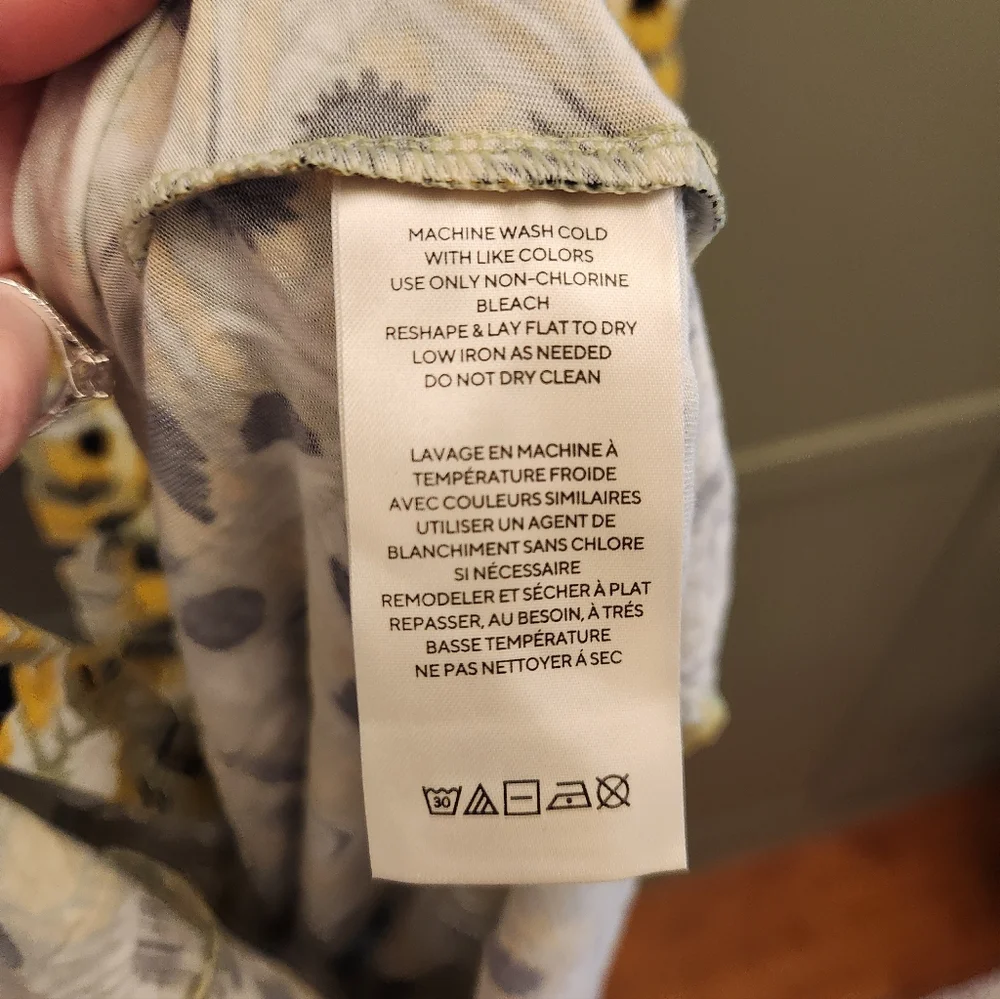 MACHINE WASH COLD
WITH LIKE COLORS
USE ONLY NON-CHLORINE
BLEACH
RESHAPE & LAY FLAT TO DRY
LOW IRON AS NEEDED
DO NOT DRY CLEAN
LAVAGE EN MACHINE À
TEMPÉRATURE FROIDE
AVEC COULEURS SIMILAIRES
UTILISER UN AGENT DE
BLANCHIMENT SANS CHLORE
SI NÉCESSAIRE
REMODELER ET SÉCHER À PLAT
REPASSER, AU BESOIN, À TRÉS
BASSE TEMPÉRATURE
NE PAS NETTOYER Á SEC
30